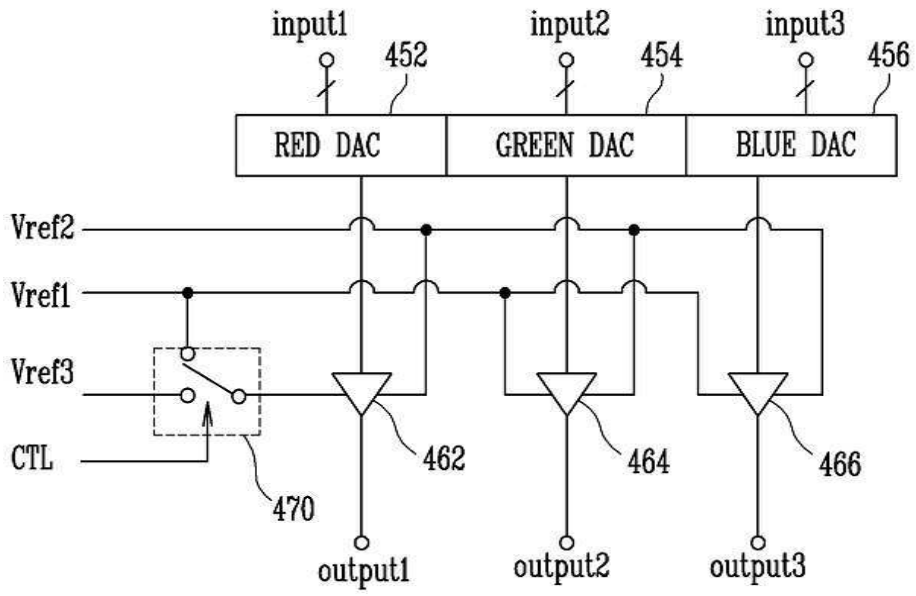 input1
input2
input3
452
454
456
RED DAC
GREEN DAC
BLUE DAC
Vref2
Vref1
Vref3
CTL
462
464
466
470
output1
output2
output3